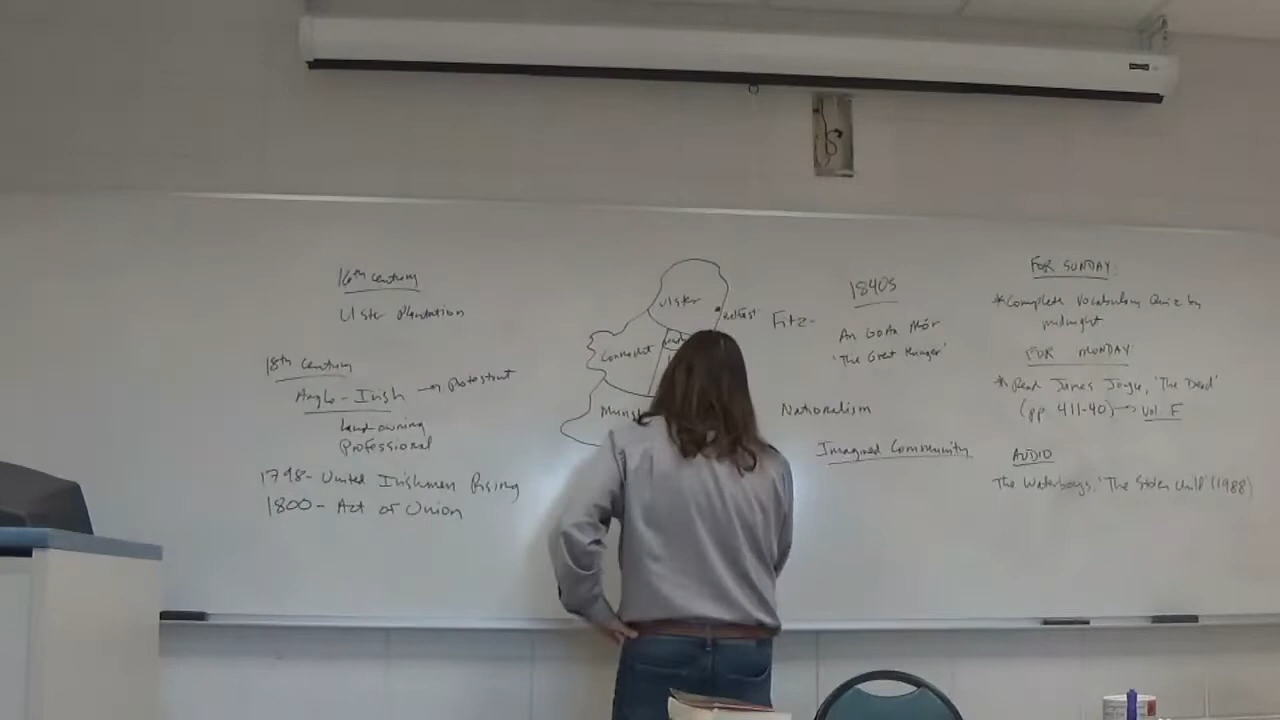 16th century
Ulster Plantation
18th century
Anglo-Irish → Protestant
Land owning
Professional
1798- United Irishmen Rising
1800- Act of Union
Ulster
Belfast
Connacht
Munst
Fitz-
1840s
An Gorta Mór
'The Great Hunger'
Nationalism
Imagined Community
FOR SUNDAY
*Complete Vocabulary Quiz by
midnight
FOR MONDAY
*Read James Joyce, 'The Dead'
(pp. 411-40) → Vol. F
AUDIO
The Waterboys, 'The Stolen Child' (1988)